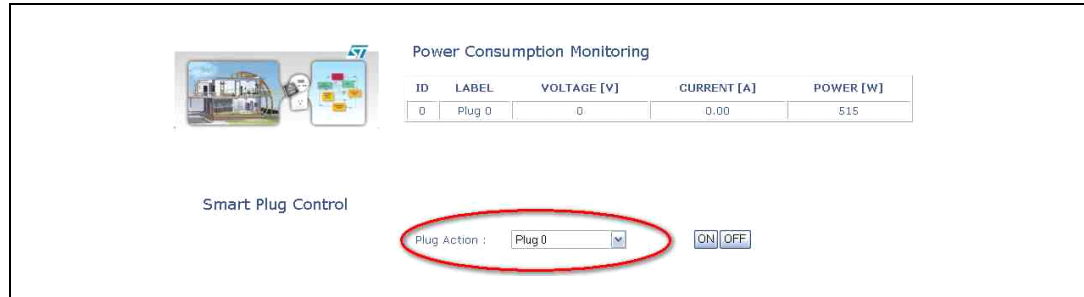 Power Consumption Monitoring
ID LABEL VOLTAGE [V] CURRENT [A] POWER [W]
0 Plug 0 0 0.00 515
Smart Plug Control
Plug Action : Plug 0 ON OFF